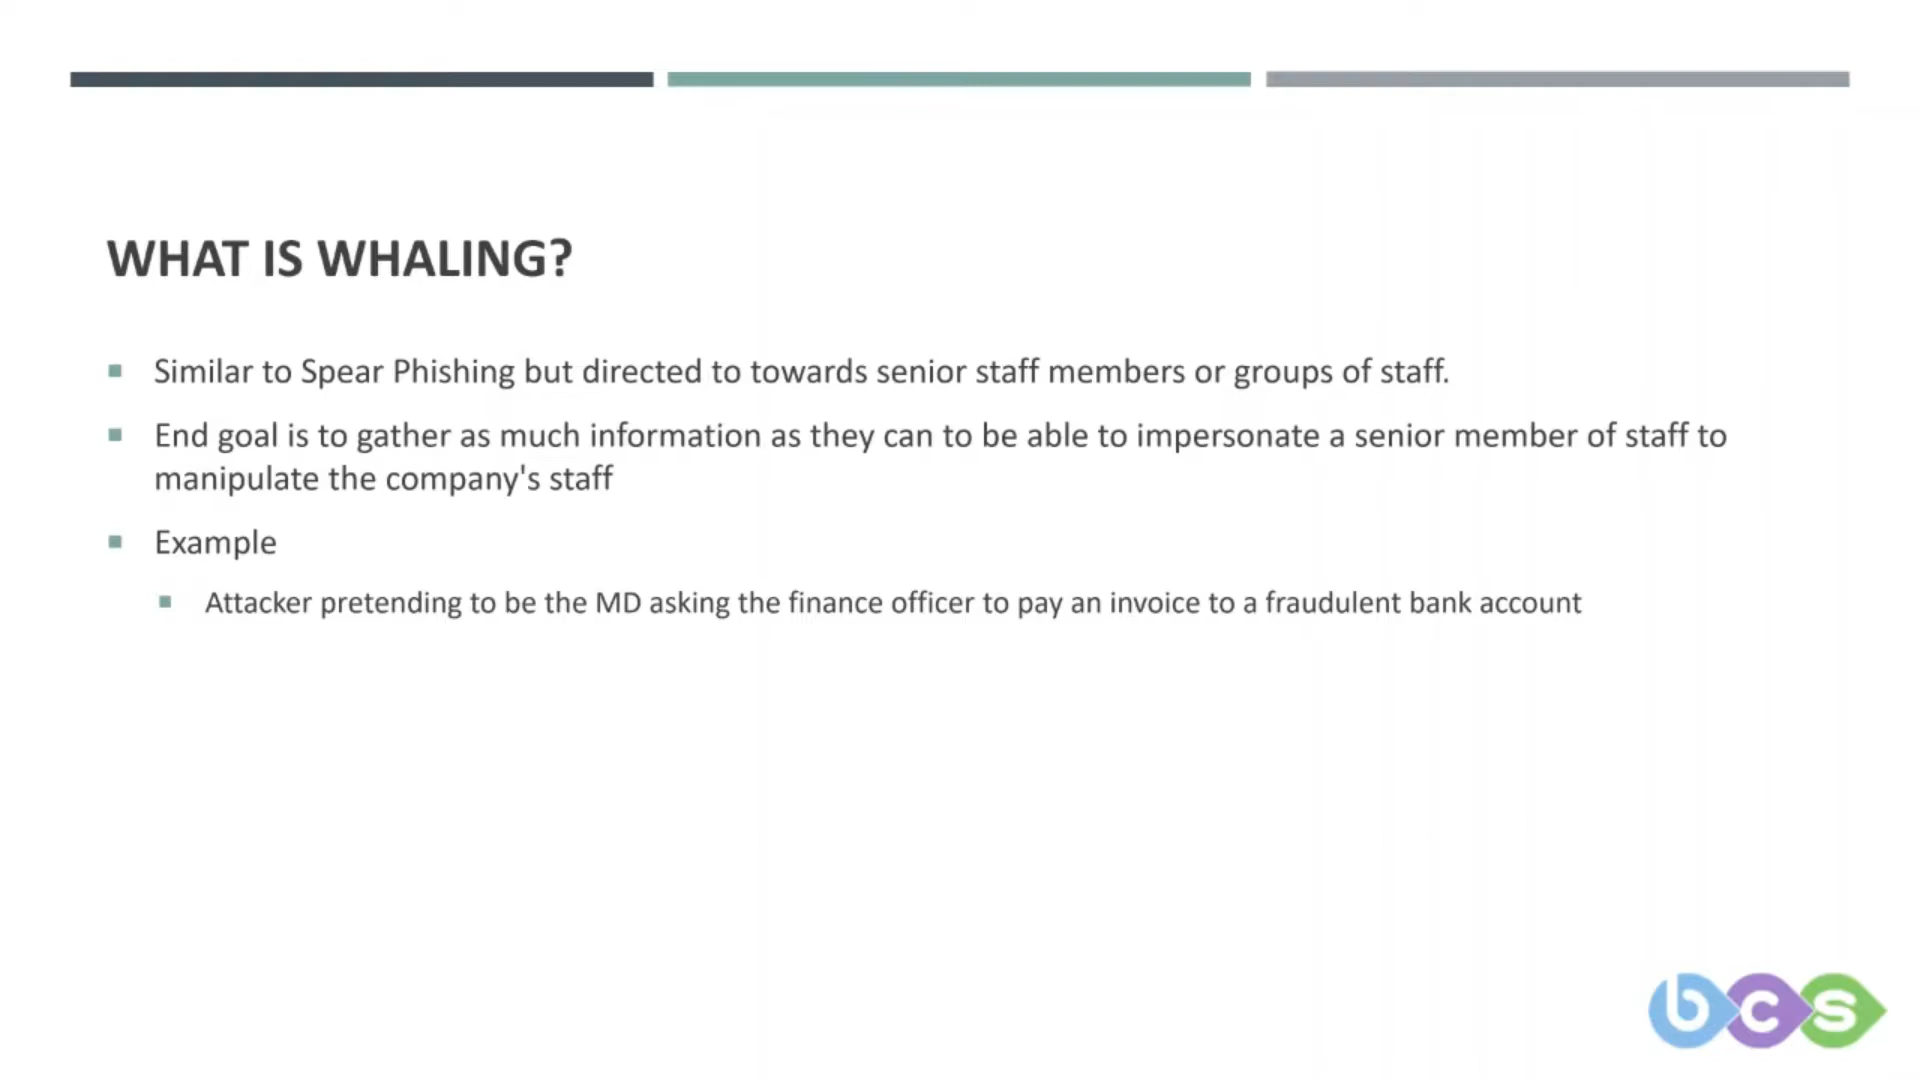 WHAT IS WHALING?
Similar to Spear Phishing but directed to towards senior staff members or groups of staff.
End goal is to gather as much information as they can to be able to impersonate a senior member of staff to
manipulate the company's staff
Example
Attacker pretending to be the MD asking the finance officer to pay an invoice to a fraudulent bank account
bcs